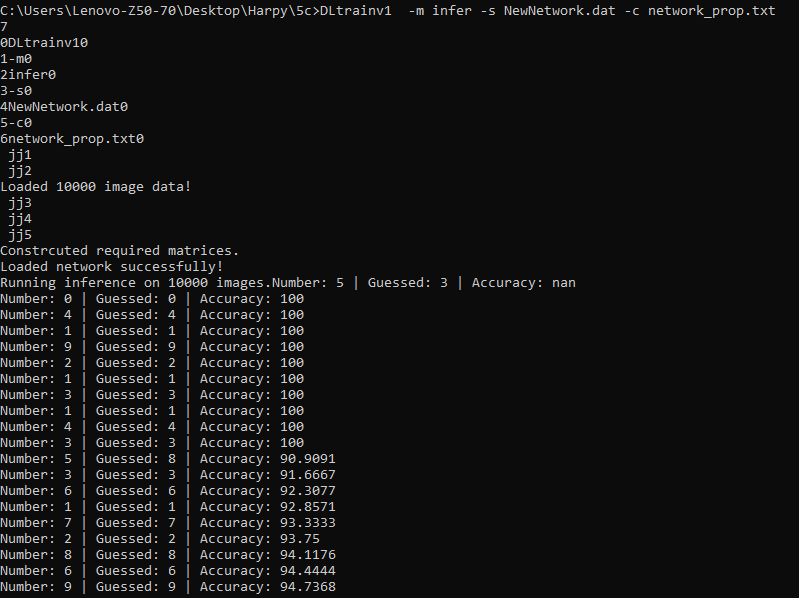 C:\Users\Lenovo-Z50-70\Desktop\Harpy\5c>DLtrainv1  -m infer -s NewNetwork.dat -c network_prop.txt
7
0DLtrainv10
1-m0
2infer0
3-s0
4NewNetwork.dat0
5-c0
6network_prop.txt0
 jj1
 jj2
Loaded 10000 image data!
 jj3
 jj4
 jj5
Constrcuted required matrices.
Loaded network successfully!
Running inference on 10000 images.Number: 5 | Guessed: 3 | Accuracy: nan
Number: 0 | Guessed: 0 | Accuracy: 100
Number: 4 | Guessed: 4 | Accuracy: 100
Number: 1 | Guessed: 1 | Accuracy: 100
Number: 9 | Guessed: 9 | Accuracy: 100
Number: 2 | Guessed: 2 | Accuracy: 100
Number: 1 | Guessed: 1 | Accuracy: 100
Number: 3 | Guessed: 3 | Accuracy: 100
Number: 1 | Guessed: 1 | Accuracy: 100
Number: 4 | Guessed: 4 | Accuracy: 100
Number: 3 | Guessed: 3 | Accuracy: 100
Number: 5 | Guessed: 8 | Accuracy: 90.9091
Number: 3 | Guessed: 3 | Accuracy: 91.6667
Number: 6 | Guessed: 6 | Accuracy: 92.3077
Number: 1 | Guessed: 1 | Accuracy: 92.8571
Number: 7 | Guessed: 7 | Accuracy: 93.3333
Number: 2 | Guessed: 2 | Accuracy: 93.75
Number: 8 | Guessed: 8 | Accuracy: 94.1176
Number: 6 | Guessed: 6 | Accuracy: 94.4444
Number: 9 | Guessed: 9 | Accuracy: 94.7368